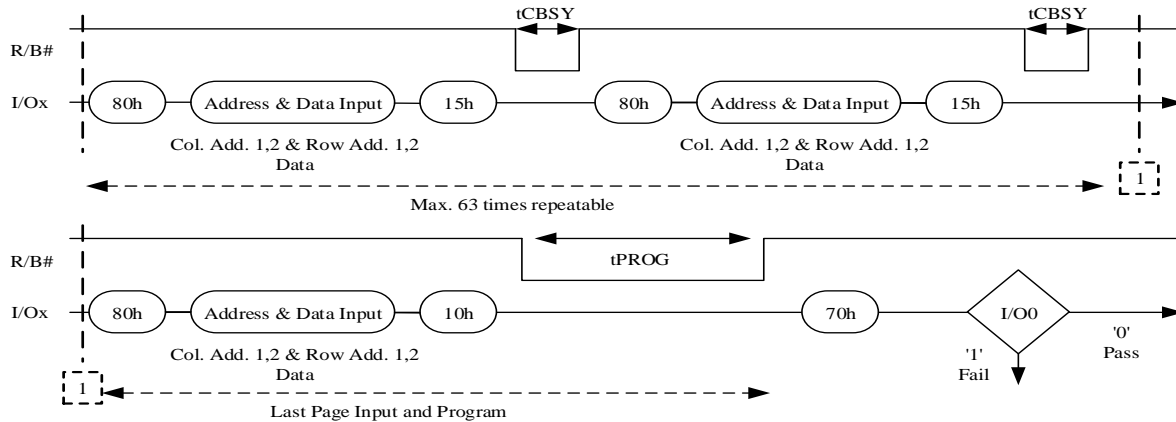 tCBSY tCBSY
R/B#
I/Ox 80h Address & Data Input 15h 80h Address & Data Input 15h
Col. Add. 1,2 & Row Add. 1,2 Col. Add. 1,2 & Row Add. 1,2
Data Data
1
Max. 63 times repeatable
R/B# tPROG
I/Ox 80h Address & Data Input 10h 70h I/O0
'0'
Col. Add. 1,2 & Row Add. 1,2 '1' Pass
Data Fail
1
Last Page Input and Program